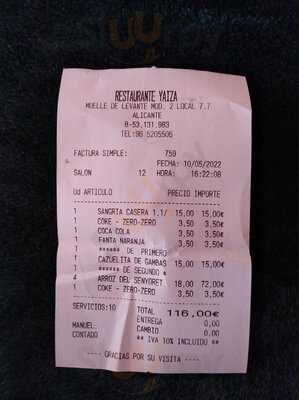 RESTAURANTE YAIZA
MUELLE DE LEVANTE MOD. 2 LOCAL 7.7
ALICANTE
B-53.131.983
TEL:96 5205506
FACTURA SIMPLE: 759
FECHA: 10/05/2022
SALON 12 HORA: 16:22:08
Ud ARTICULO PRECIO IMPORTE
1 SANGRIA CASERA 1,1/ 15,00 15,00€
1 COKE - ZERO-ZERO 3,50 3,50€
1 COCA COLA 3,50 3,50€
1 FANTA NARANJA 3,50 3,50€
1 ****** DE PRIMERO
1 CAZUELITA DE GAMBAS 15,00 15,00€
1 ****** DE SEGUNDO *
4 ARROZ DEL SENYORET 18,00 72,00€
1 COKE - ZERO-ZERO 3,50 3,50€
SERVICIOS:10 TOTAL 116,00€
ENTREGA 0,00
MANUEL. CAMBIO 0,00
CONTADO ** IVA 10% INCLUIDO **
---- GRACIAS POR SU VISITA ----